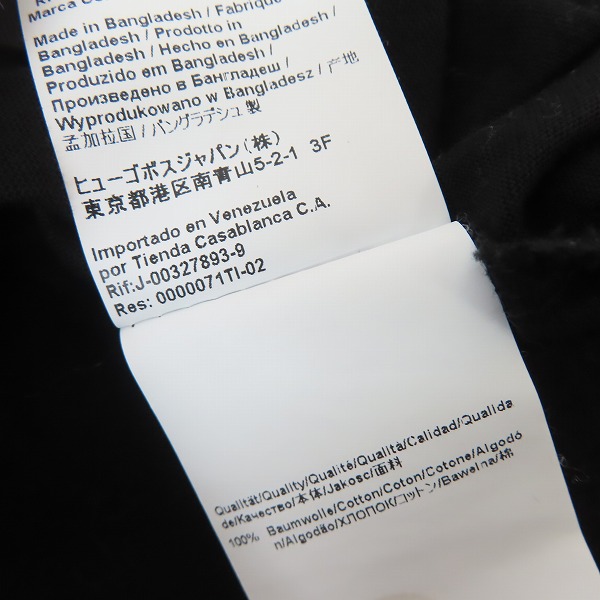 Marca
Made in Bangladesh / Fabriqué
Bangladesh / Prodotto in
Bangladesh / Hecho en Bangladesh /
Produzido em Bangladesh /
Произведено в Бангладеш /
Wyprodukowano w Bangladesz / 产地
孟加拉国 / バングラデシュ製
ヒューゴボスジャパン(株)
東京都港区南青山5-2-1 3F
Importado en Venezuela
por Tienda Casablanca C.A.
Rif:J-00327893-9
Res: 0000071TI-02
Qualität/Quality/Qualité/Qualità/Calidad/Qualida
de/Качество/本体/Jakosc/面料
100% Baumwolle/Cotton/Coton/Cotone/Algodó
n/Algodão/ХЛОПОК/コットン/Bawelna/棉